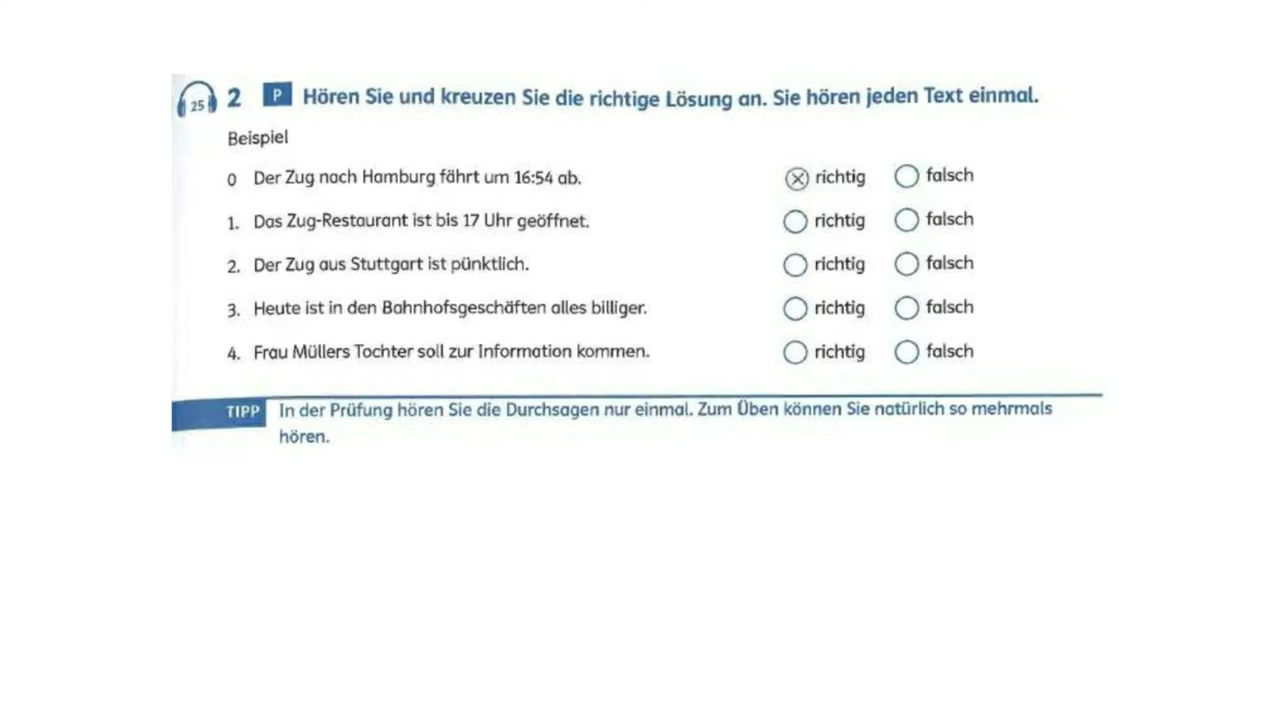 25 2 P Hören Sie und kreuzen Sie die richtige Lösung an. Sie hören jeden Text einmal.
Beispiel
0 Der Zug nach Hamburg fährt um 16:54 ab. richtig falsch
1. Das Zug-Restaurant ist bis 17 Uhr geöffnet. richtig falsch
2. Der Zug aus Stuttgart ist pünktlich. richtig falsch
3. Heute ist in den Bahnhofsgeschäften alles billiger. richtig falsch
4. Frau Müllers Tochter soll zur Information kommen. richtig falsch
TIPP In der Prüfung hören Sie die Durchsagen nur einmal. Zum Üben können Sie natürlich so mehrmals
hören.